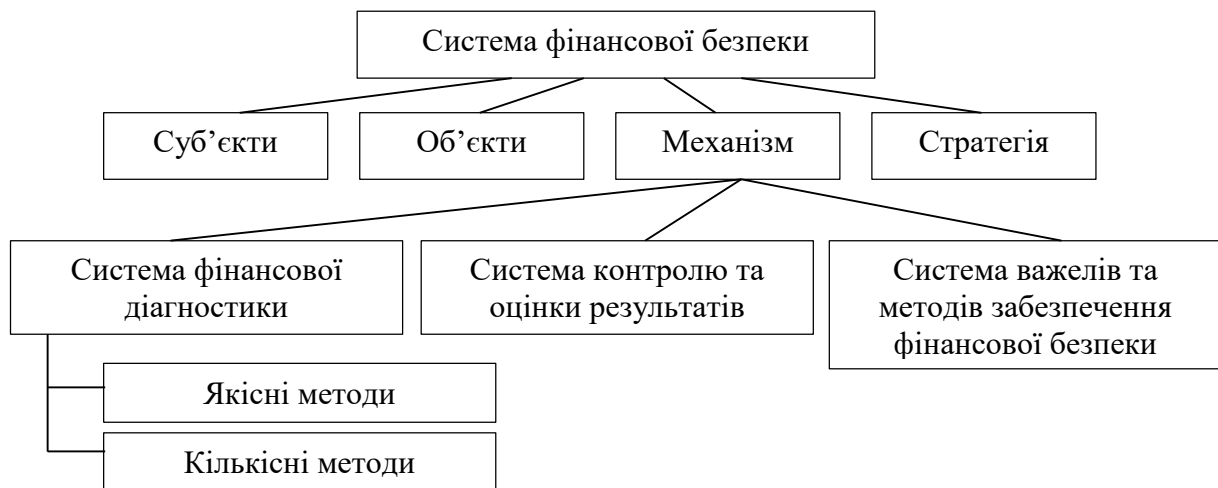 Система фінансової безпеки
Суб’єкти
Об’єкти
Механізм
Стратегія
Система фінансової
діагностики
Система контролю та
оцінки результатів
Система важелів та
методів забезпечення
фінансової безпеки
Якісні методи
Кількісні методи